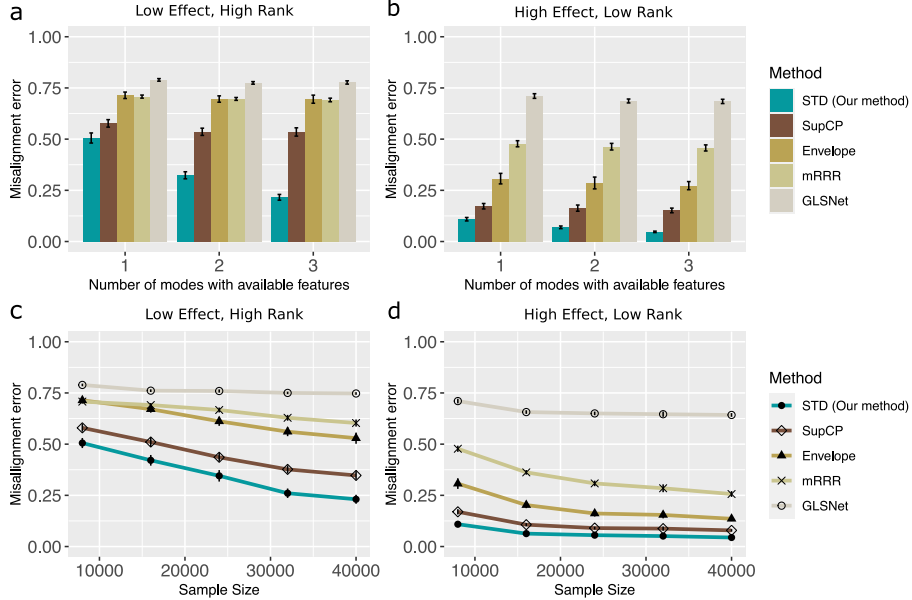 a
Low Effect, High Rank
1.00
0.75
0.50
0.25
0.00
Misalignment error
1
2
3
Number of modes with available features
b
High Effect, Low Rank
1.00
0.75
0.50
0.25
0.00
Misalignment error
1
2
3
Number of modes with available features
Method
STD (Our method)
SupCP
Envelope
mRRR
GLSNet
c
Low Effect, High Rank
1.00
0.75
0.50
0.25
0.00
Misallignment error
10000
20000
30000
40000
Sample Size
d
High Effect, Low Rank
1.00
0.75
0.50
0.25
0.00
Misallignment error
10000
20000
30000
40000
Sample Size
Method
STD (Our method)
SupCP
Envelope
mRRR
GLSNet